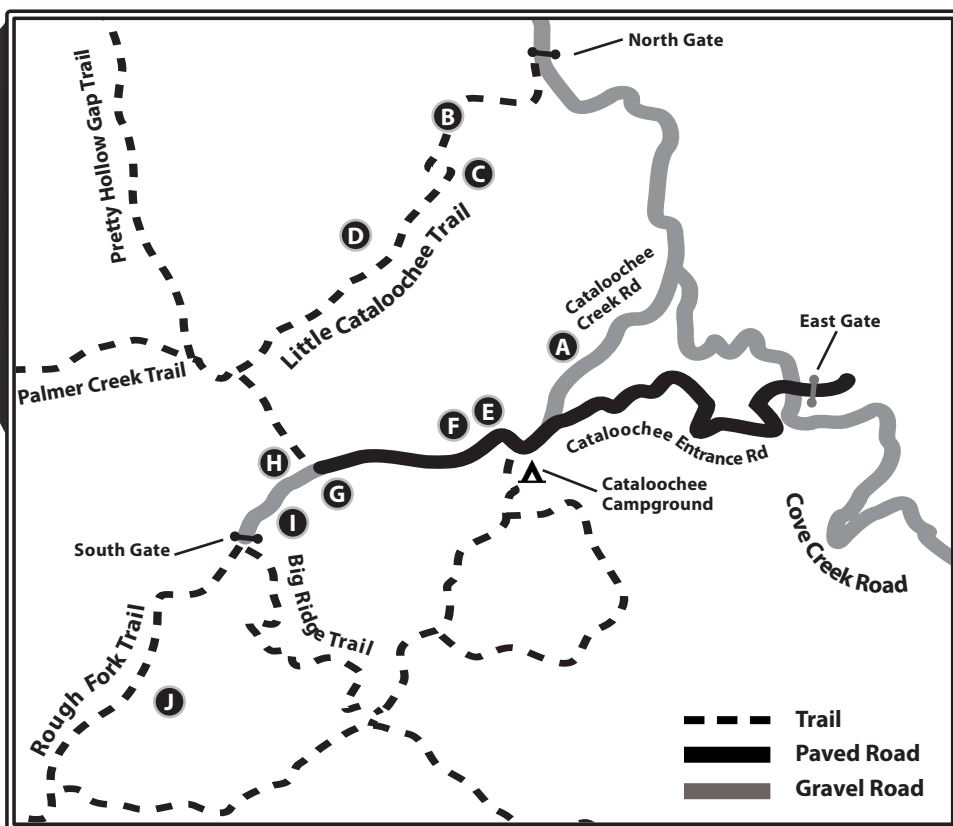 North Gate
Pretty Hollow Gap Trail
B
C
D
Little Cataloochee Trail
Cataloochee
Creek Rd
A
East Gate
Palmer Creek Trail
E
F
Cataloochee Entrance Rd
H
G
Cataloochee
Campground
I
South Gate
Cove Creek Road
Big Ridge Trail
Rough Fork Trail
J
Trail
Paved Road
Gravel Road